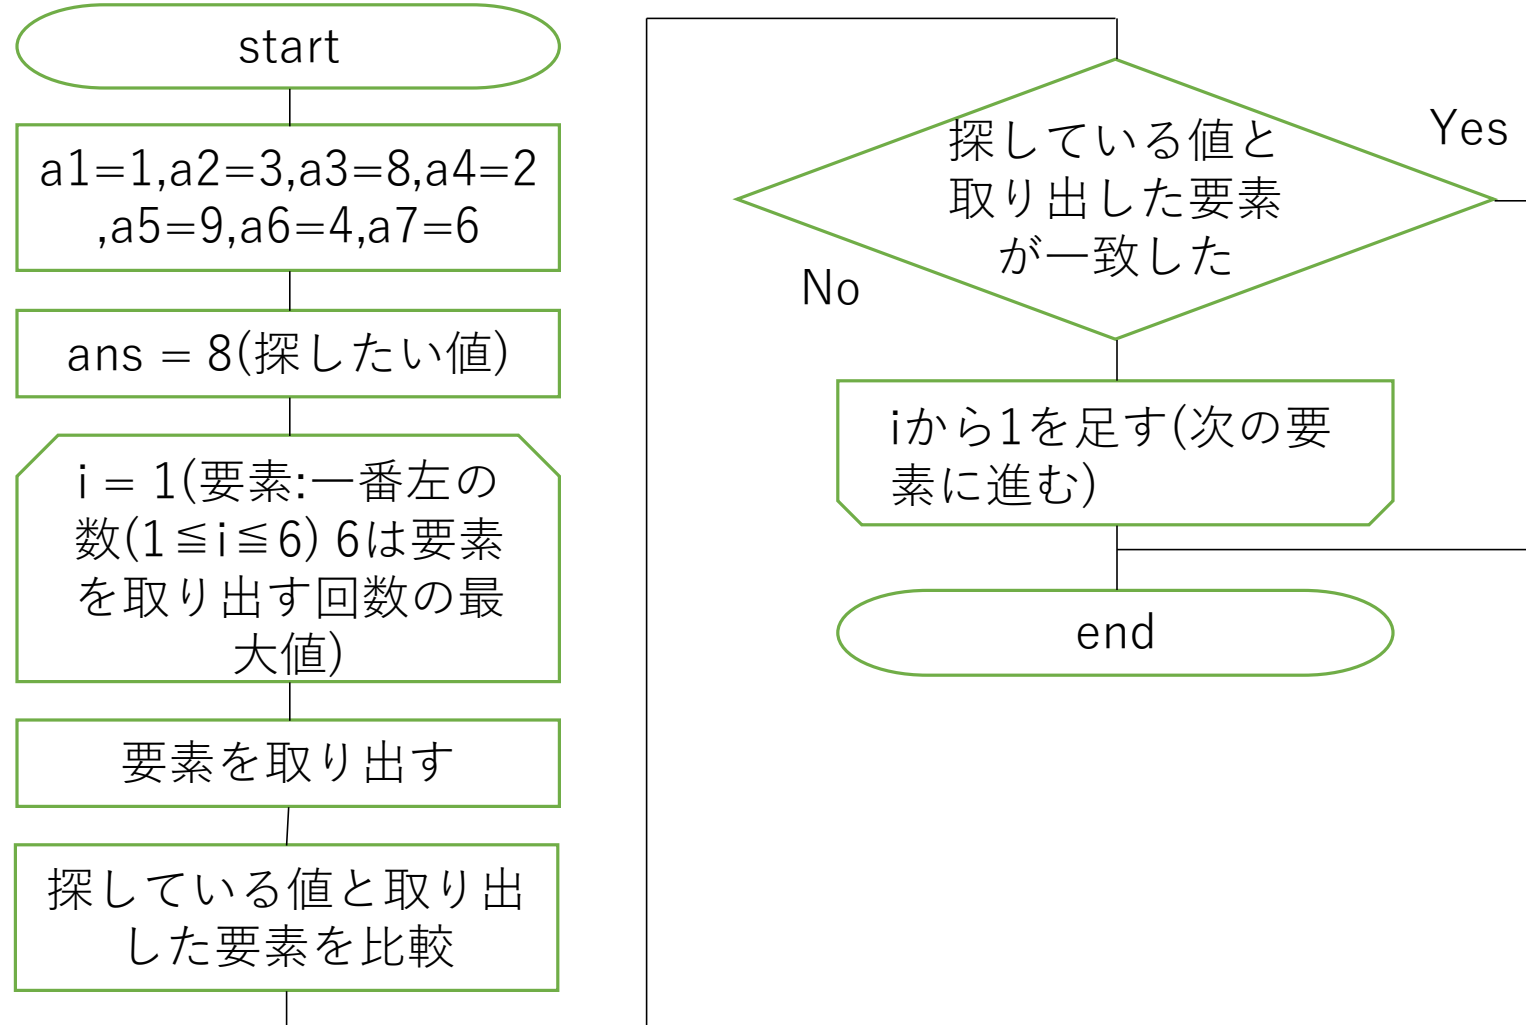 start
a1=1,a2=3,a3=8,a4=2
,a5=9,a6=4,a7=6
ans = 8(探したい値)
i = 1(要素:一番左の
数(1≦i≦6) 6は要素
を取り出す回数の最
大値)
要素を取り出す
探している値と取り出
した要素を比較
探している値と
取り出した要素
が一致した
Yes
No
iから1を足す(次の要
素に進む)
end